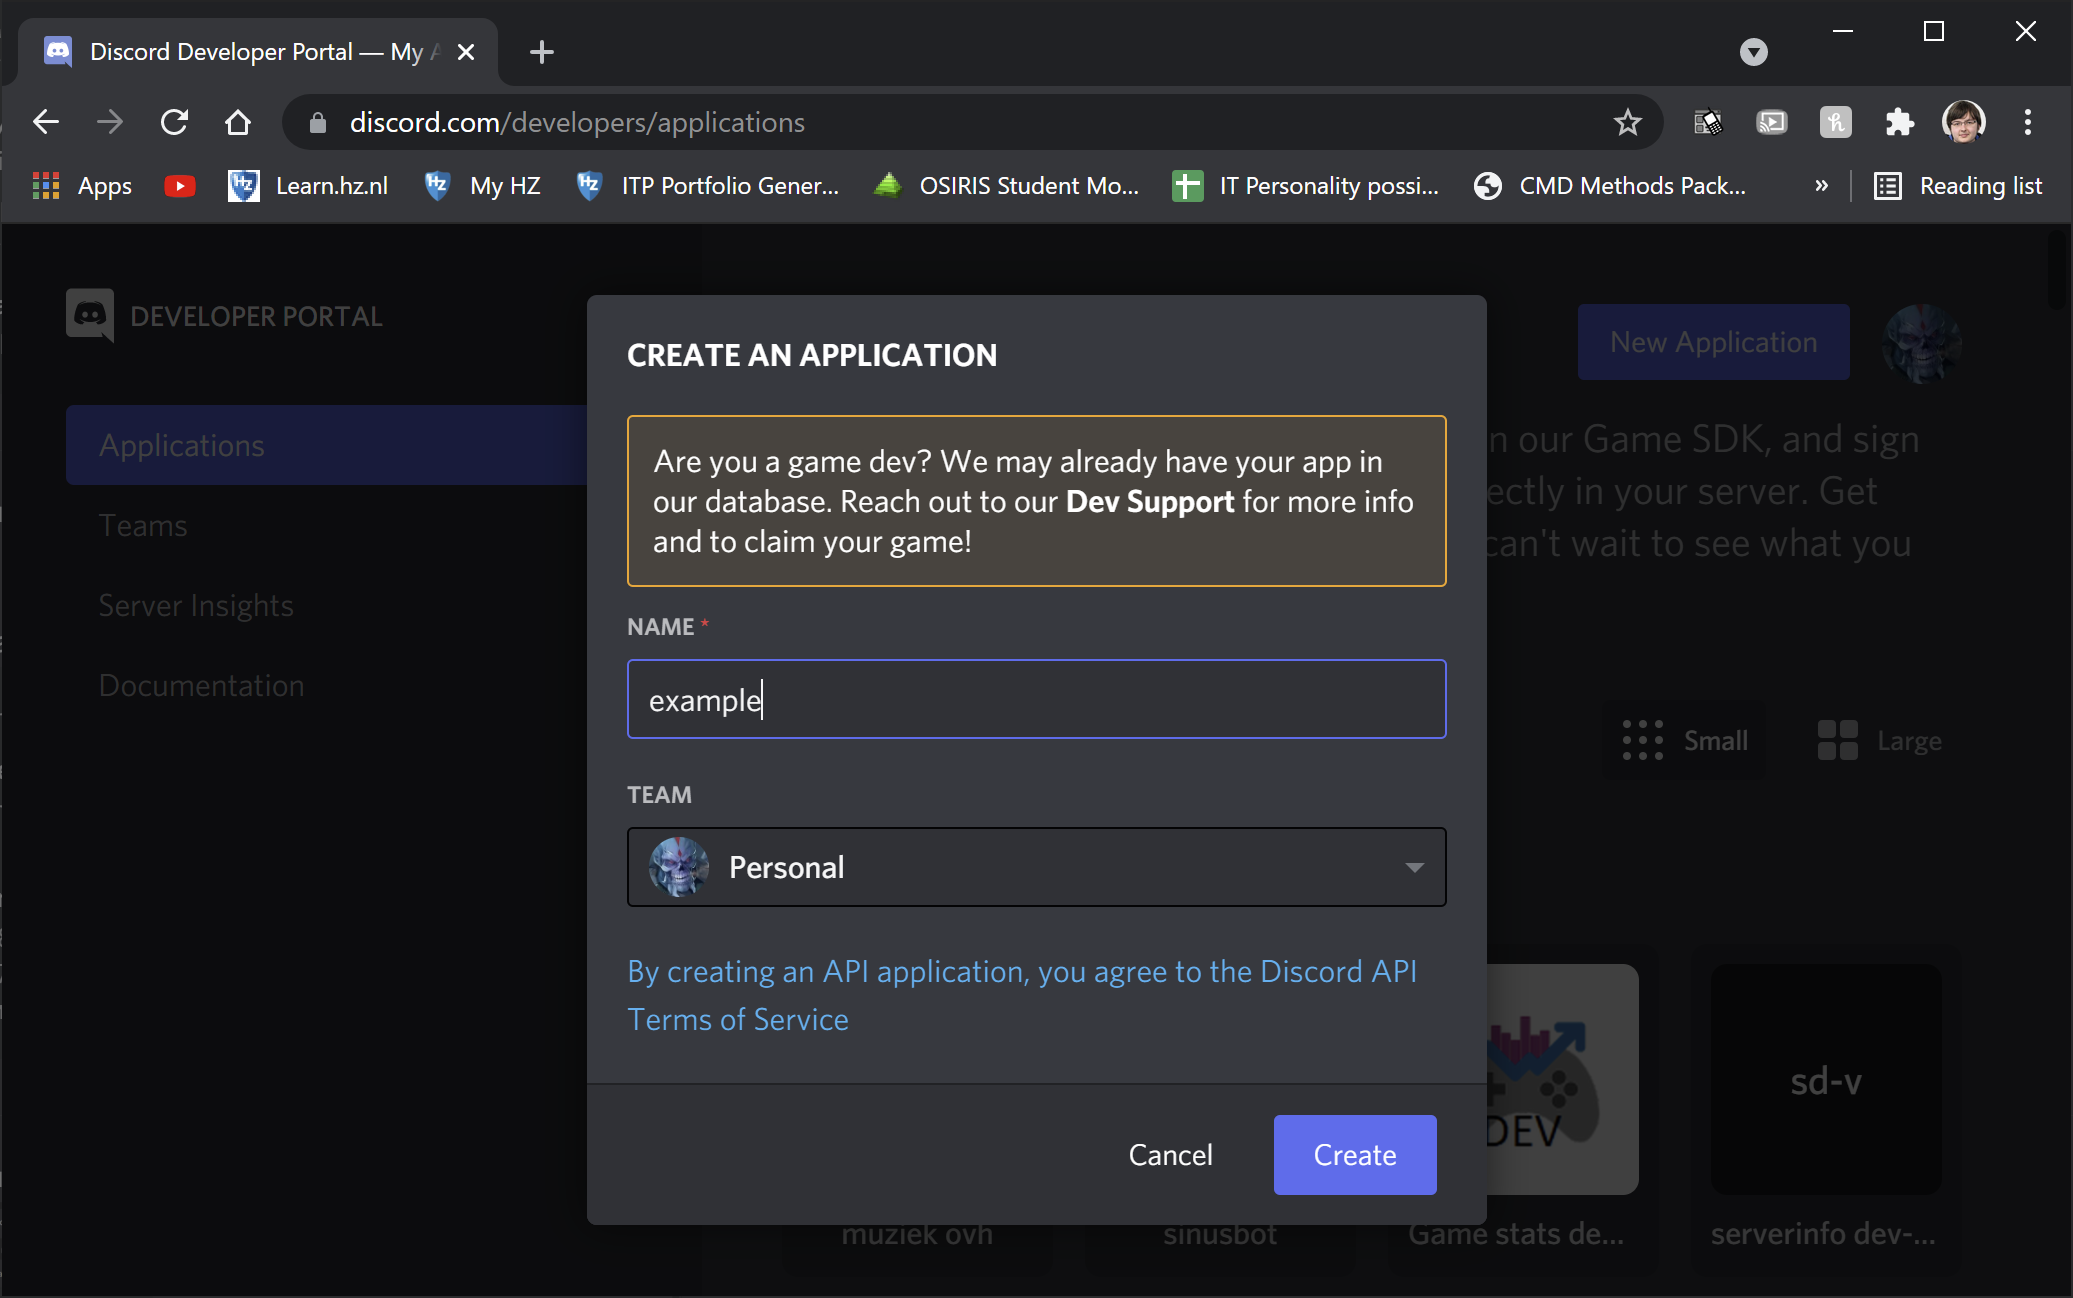 Discord Developer Portal — My A
discord.com/developers/applications
Apps
Learn.hz.nl
My HZ
ITP Portfolio Gener...
OSIRIS Student Mo...
IT Personality possi...
CMD Methods Pack...
»
Reading list
DEVELOPER PORTAL
Applications
Teams
Server Insights
Documentation
New Application
n our Game SDK, and sign
ectly in your server. Get
can't wait to see what you
Small
Large
CREATE AN APPLICATION
Are you a game dev? We may already have your app in
our database. Reach out to our Dev Support for more info
and to claim your game!
NAME *
example
TEAM
Personal
By creating an API application, you agree to the Discord API
Terms of Service
Cancel
Create
DEV
sd-v
muziek ovh
sinusbot
Game stats de...
serverinfo dev-...